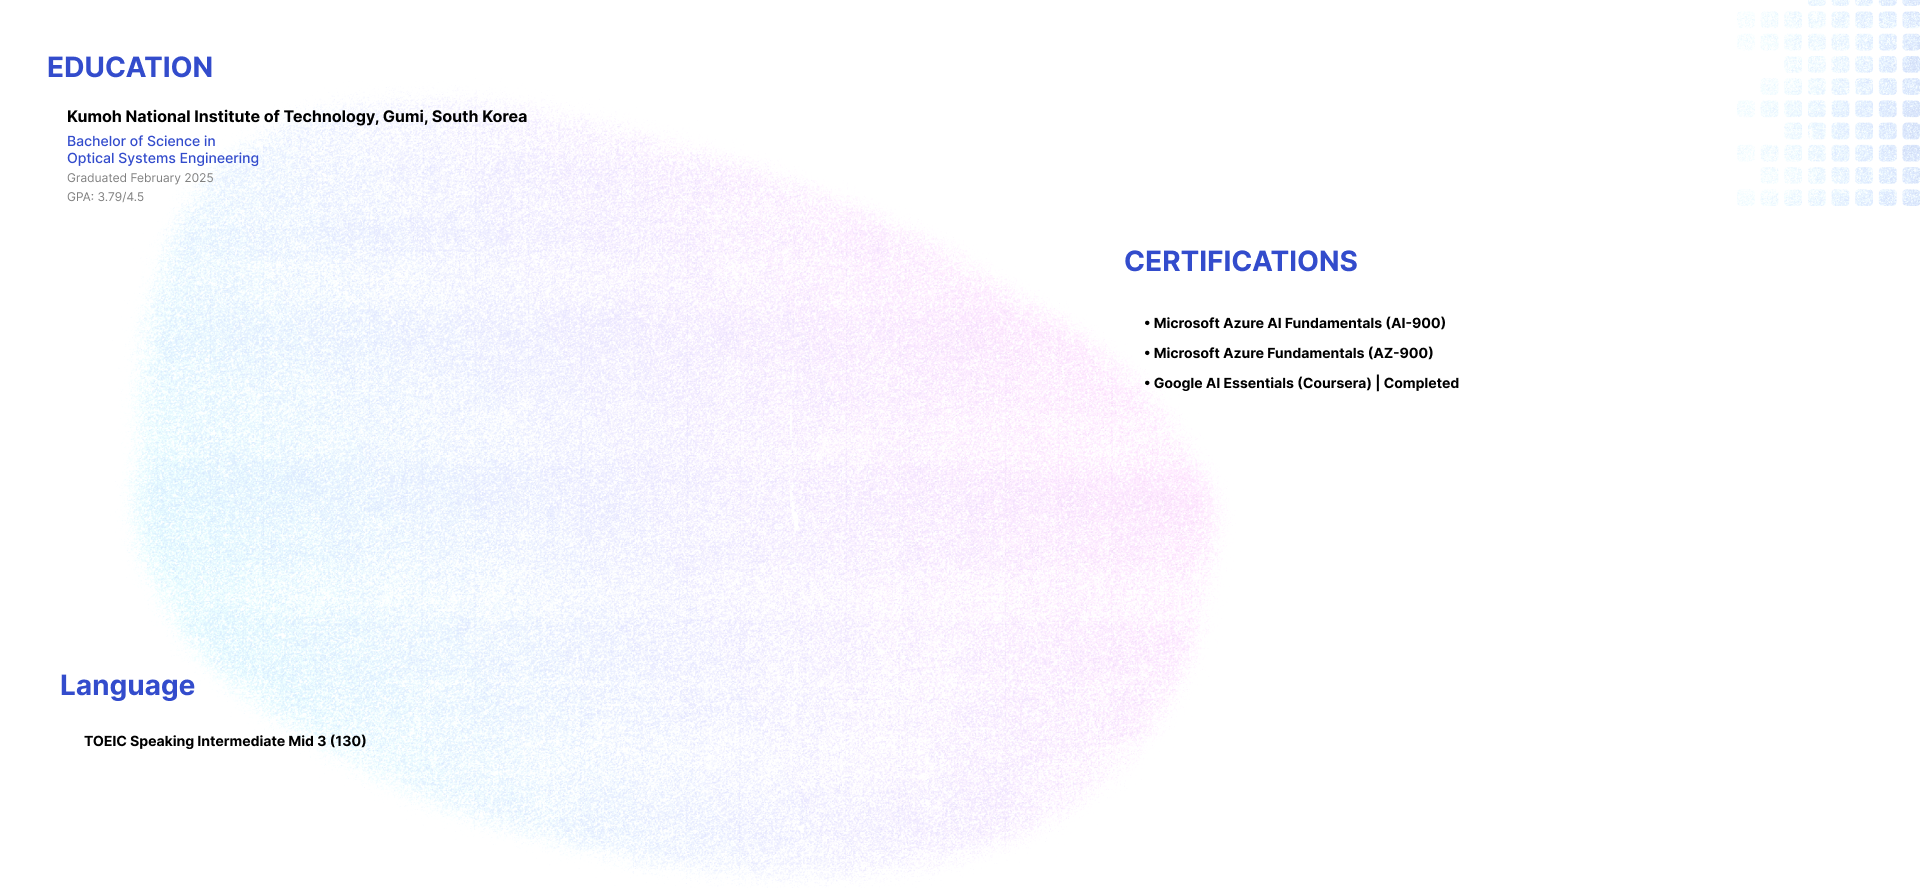 EDUCATION
Kumoh National Institute of Technology, Gumi, South Korea
Bachelor of Science in
Optical Systems Engineering
Graduated February 2025
GPA: 3.79/4.5
CERTIFICATIONS
• Microsoft Azure AI Fundamentals (AI-900)
• Microsoft Azure Fundamentals (AZ-900)
• Google AI Essentials (Coursera) | Completed
Language
TOEIC Speaking Intermediate Mid 3 (130)